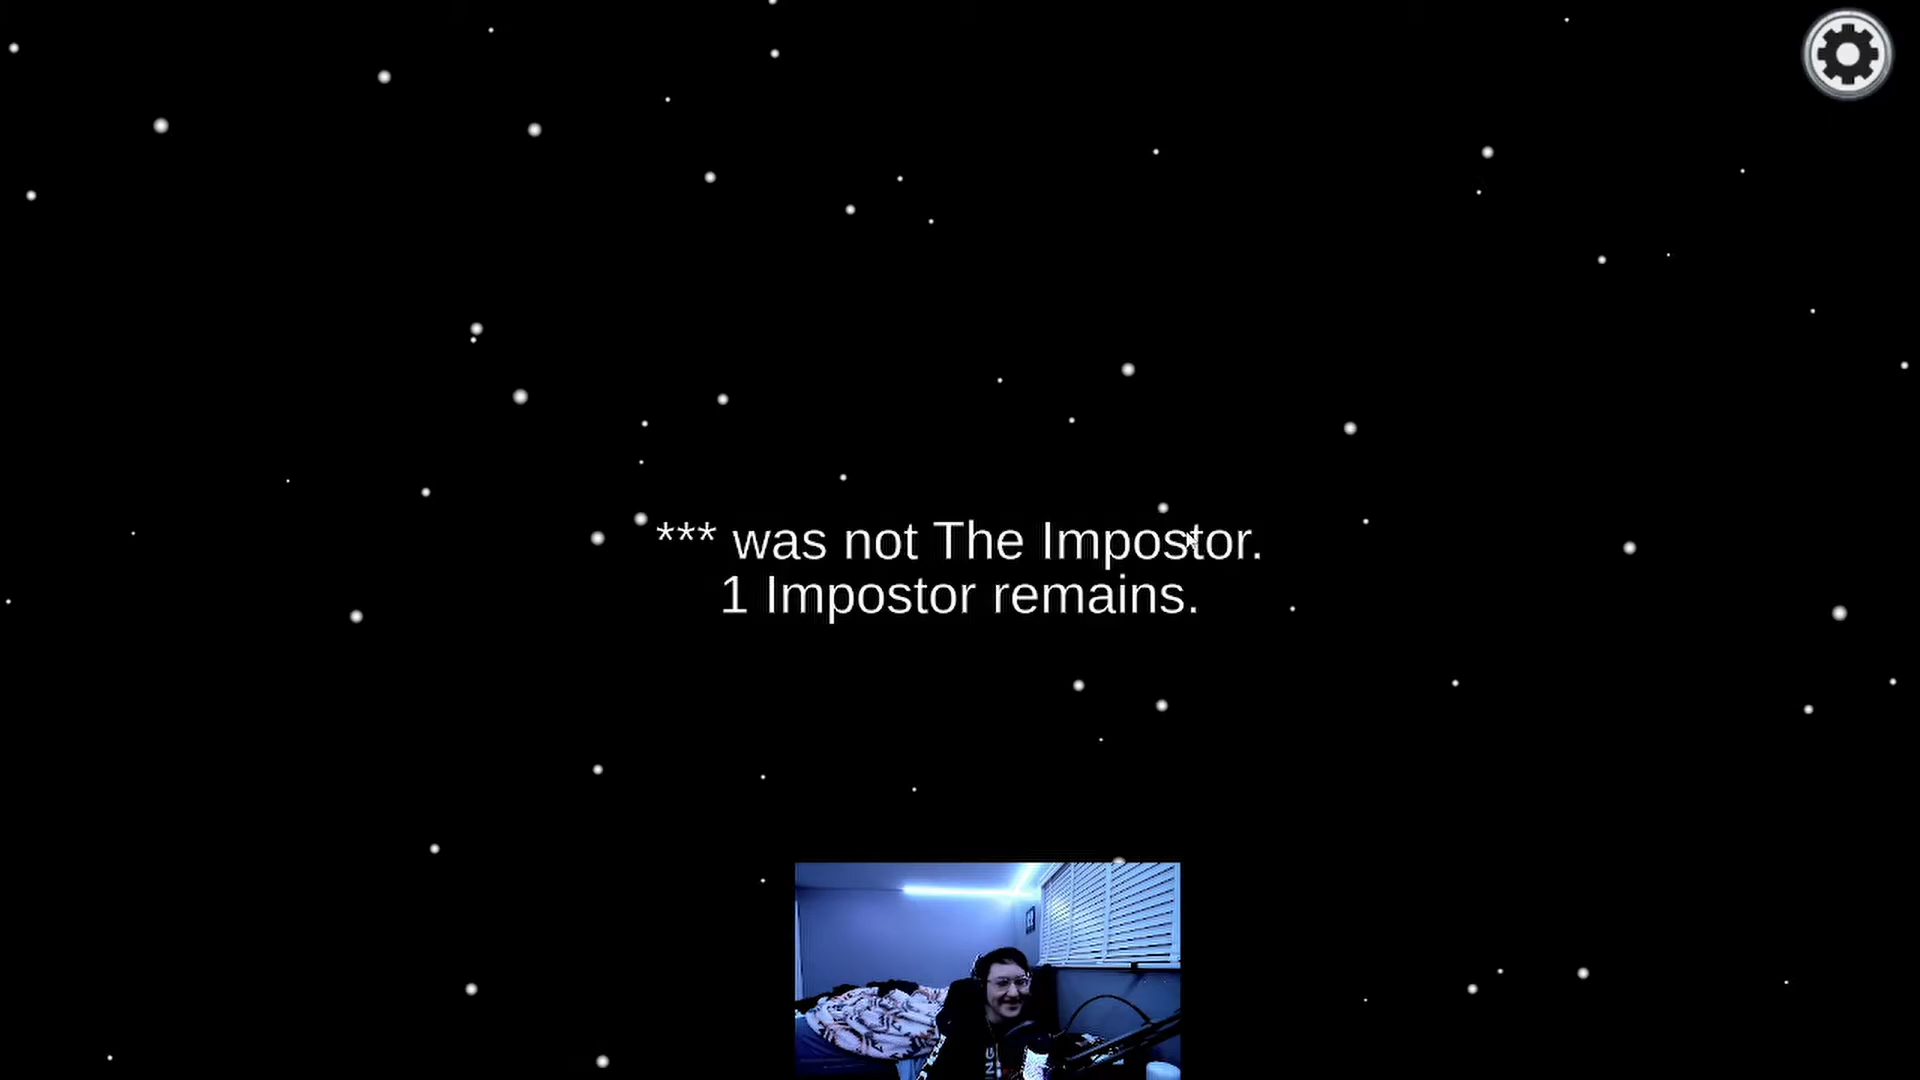 *** was not The Impostor.
1 Impostor remains.